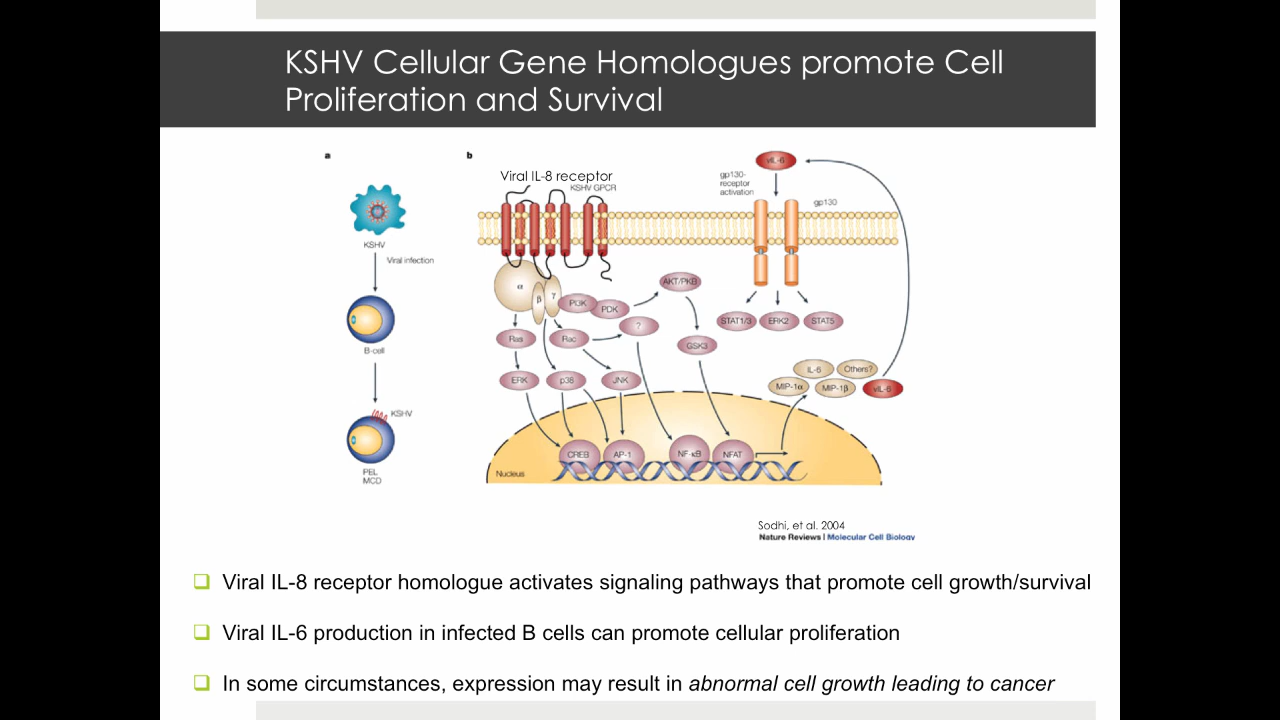 KSHV Cellular Gene Homologues promote Cell
Proliferation and Survival
a
b
KSHV
Viral infection
B-cell
KSHV
PEL
MCD
Viral IL-8 receptor
KSHV GPCR
gp130-
receptor
activation
vIL-6
gp130
α
β
γ
PI3K
PDK
AKT/PKB
Ras
Rac
?
GSK3
STAT1/3
ERK2
STAT5
ERK
p38
JNK
IL-6
Others?
MIP-1α
MIP-1β
vIL-6
CREB
AP-1
NF-κB
NFAT
Nucleus
Sodhi, et al. 2004
Nature Reviews | Molecular Cell Biology
Viral IL-8 receptor homologue activates signaling pathways that promote cell growth/survival
Viral IL-6 production in infected B cells can promote cellular proliferation
In some circumstances, expression may result in abnormal cell growth leading to cancer